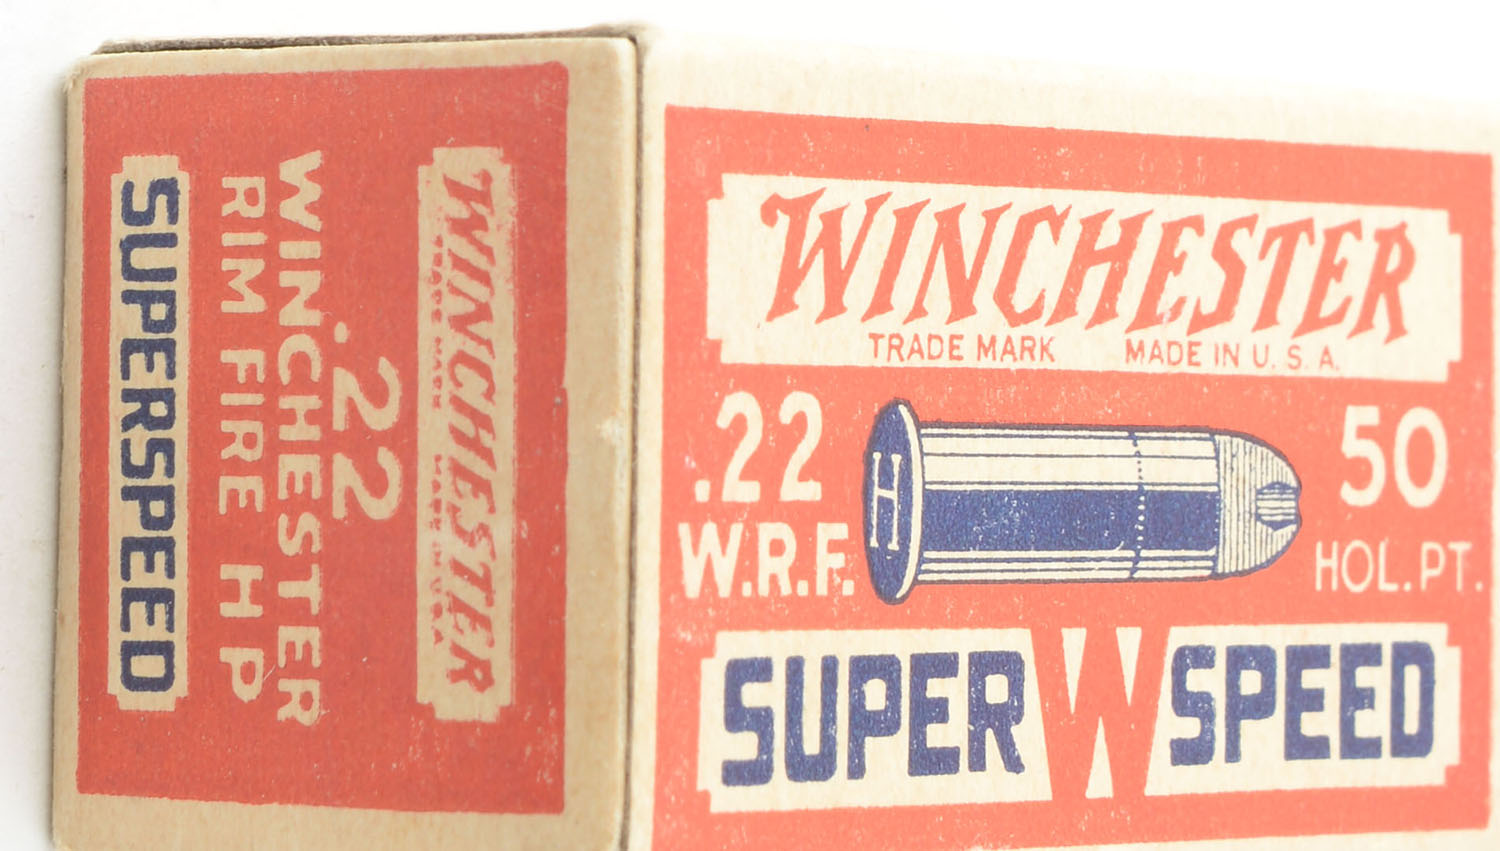 WINCHESTER
TRADE MARK MADE IN U. S. A.
.22
WINCHESTER
RIM FIRE H P
SUPERSPEED
WINCHESTER
TRADE MARK MADE IN U. S. A.
.22 50
W.R.F. HOL. PT.
H
SUPER W SPEED